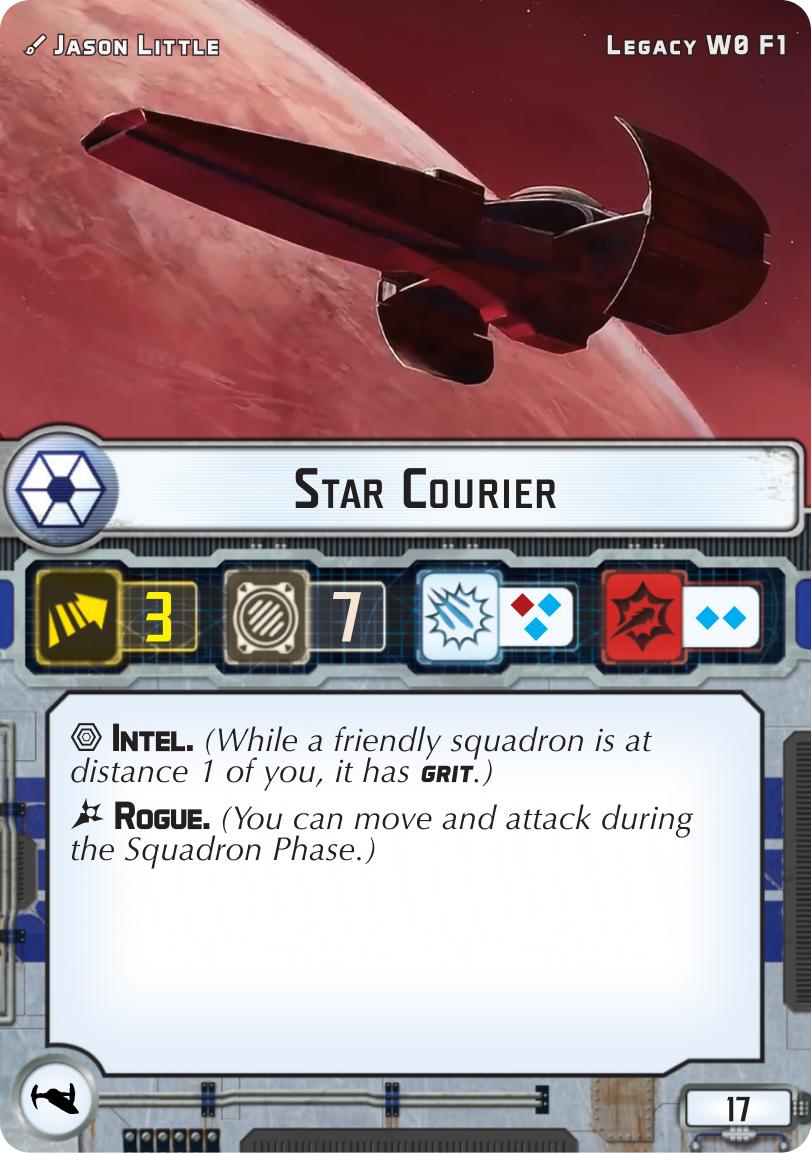 Jason Little
Legacy W0 F1
Star Courier
3
7
17
Intel. (While a friendly squadron is at
distance 1 of you, it has grit.)
Rogue. (You can move and attack during
the Squadron Phase.)